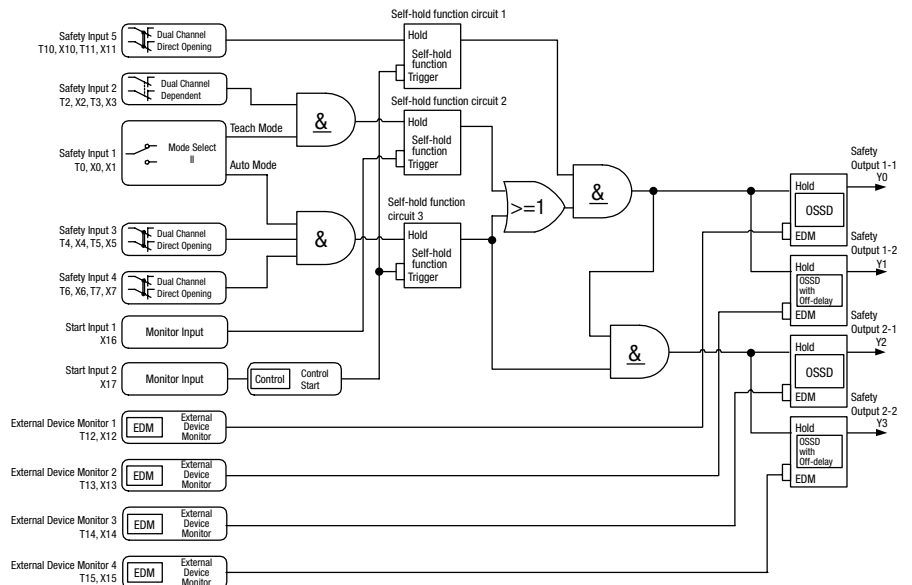 Self-hold function circuit 1
Safety Input 5
T10, X10, T11, X11
Dual Channel
Direct Opening
Hold
Self-hold
function
Trigger
Safety Input 2
T2, X2, T3, X3
Dual Channel
Dependent
&
Self-hold function circuit 2
Hold
Self-hold
function
Trigger
Safety Input 1
T0, X0, X1
Mode Select
II
Teach Mode
Auto Mode
Self-hold function
circuit 3
Hold
Self-hold
function
Trigger
Safety Input 3
T4, X4, T5, X5
Dual Channel
Direct Opening
&
Safety Input 4
T6, X6, T7, X7
Dual Channel
Direct Opening
>=1
&
&
Start Input 1
X16
Monitor Input
Start Input 2
X17
Monitor Input
Control
Control
Start
External Device Monitor 1
T12, X12
EDM
External
Device
Monitor
External Device Monitor 2
T13, X13
EDM
External
Device
Monitor
External Device Monitor 3
T14, X14
EDM
External
Device
Monitor
External Device Monitor 4
T15, X15
EDM
External
Device
Monitor
Safety
Output 1-1
Y0
Hold
OSSD
EDM
Safety
Output 1-2
Y1
Hold
OSSD
with
Off-delay
EDM
Safety
Output 2-1
Y2
Hold
OSSD
EDM
Safety
Output 2-2
Y3
Hold
OSSD
with
Off-delay
EDM